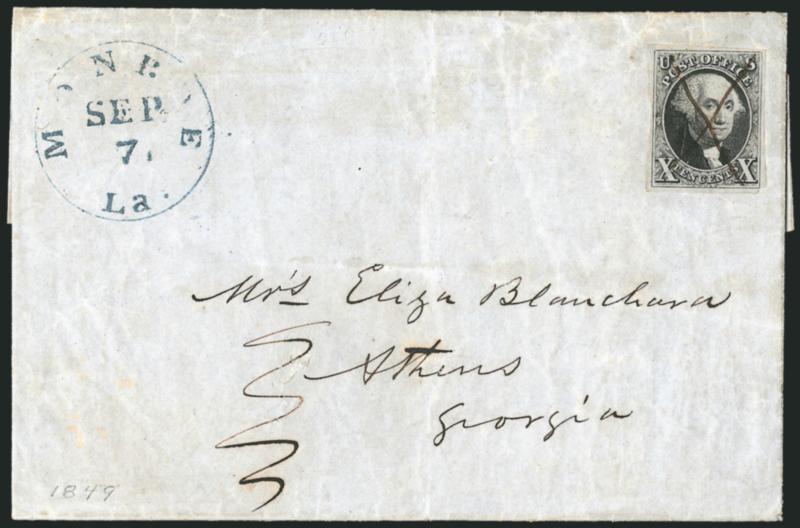 MONROE
SEP.
7.
La.
U S
POST OFFICE
X TEN CENTS X
Mrs Eliza Blanchard
Athens
Georgia
1849